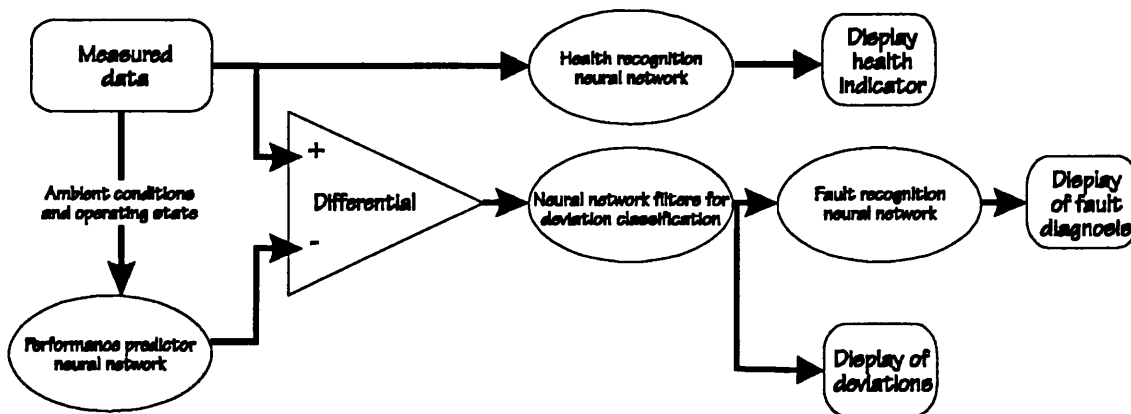 Measured
data
Health recognition
neural network
Display
health
indicator
Ambient conditions
and operating state
+
Differential
-
Neural network filters for
deviation classification
Fault recognition
neural network
Display
of fault
diagnosis
Performance predictor
neural network
Display of
deviations